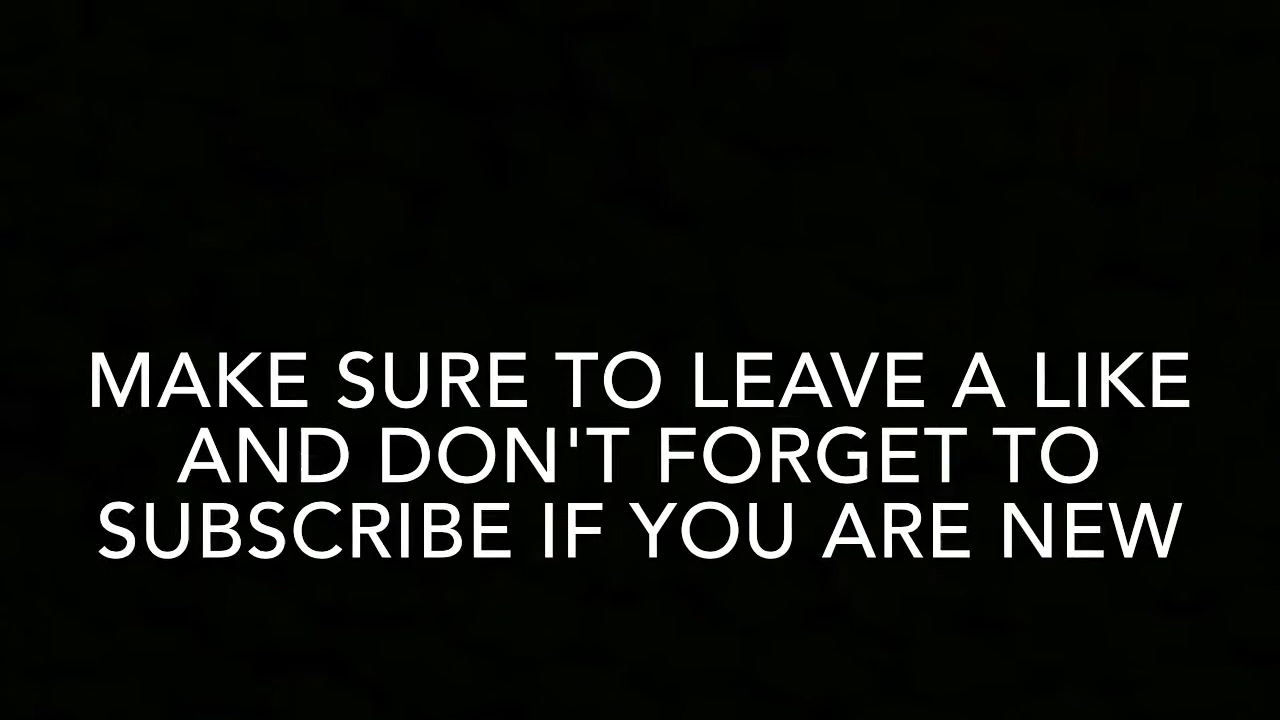 MAKE SURE TO LEAVE A LIKE
AND DON'T FORGET TO
SUBSCRIBE IF YOU ARE NEW